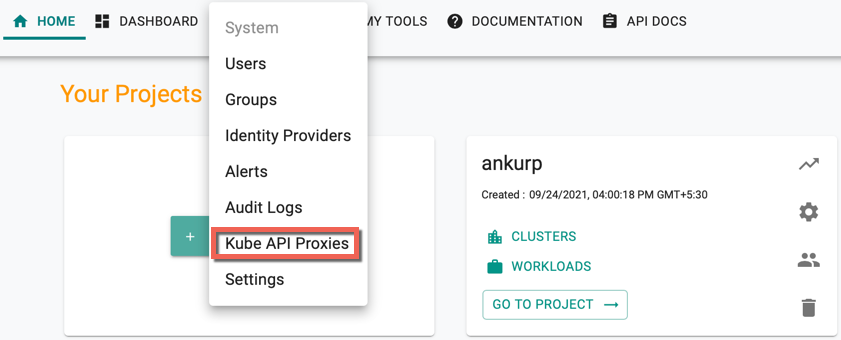 HOME DASHBOARD MY TOOLS DOCUMENTATION API DOCS
System
Users
Groups
Identity Providers
Alerts
Audit Logs
Kube API Proxies
Settings
Your Projects
+
ankurp
Created : 09/24/2021, 04:00:18 PM GMT+5:30
CLUSTERS
WORKLOADS
GO TO PROJECT →